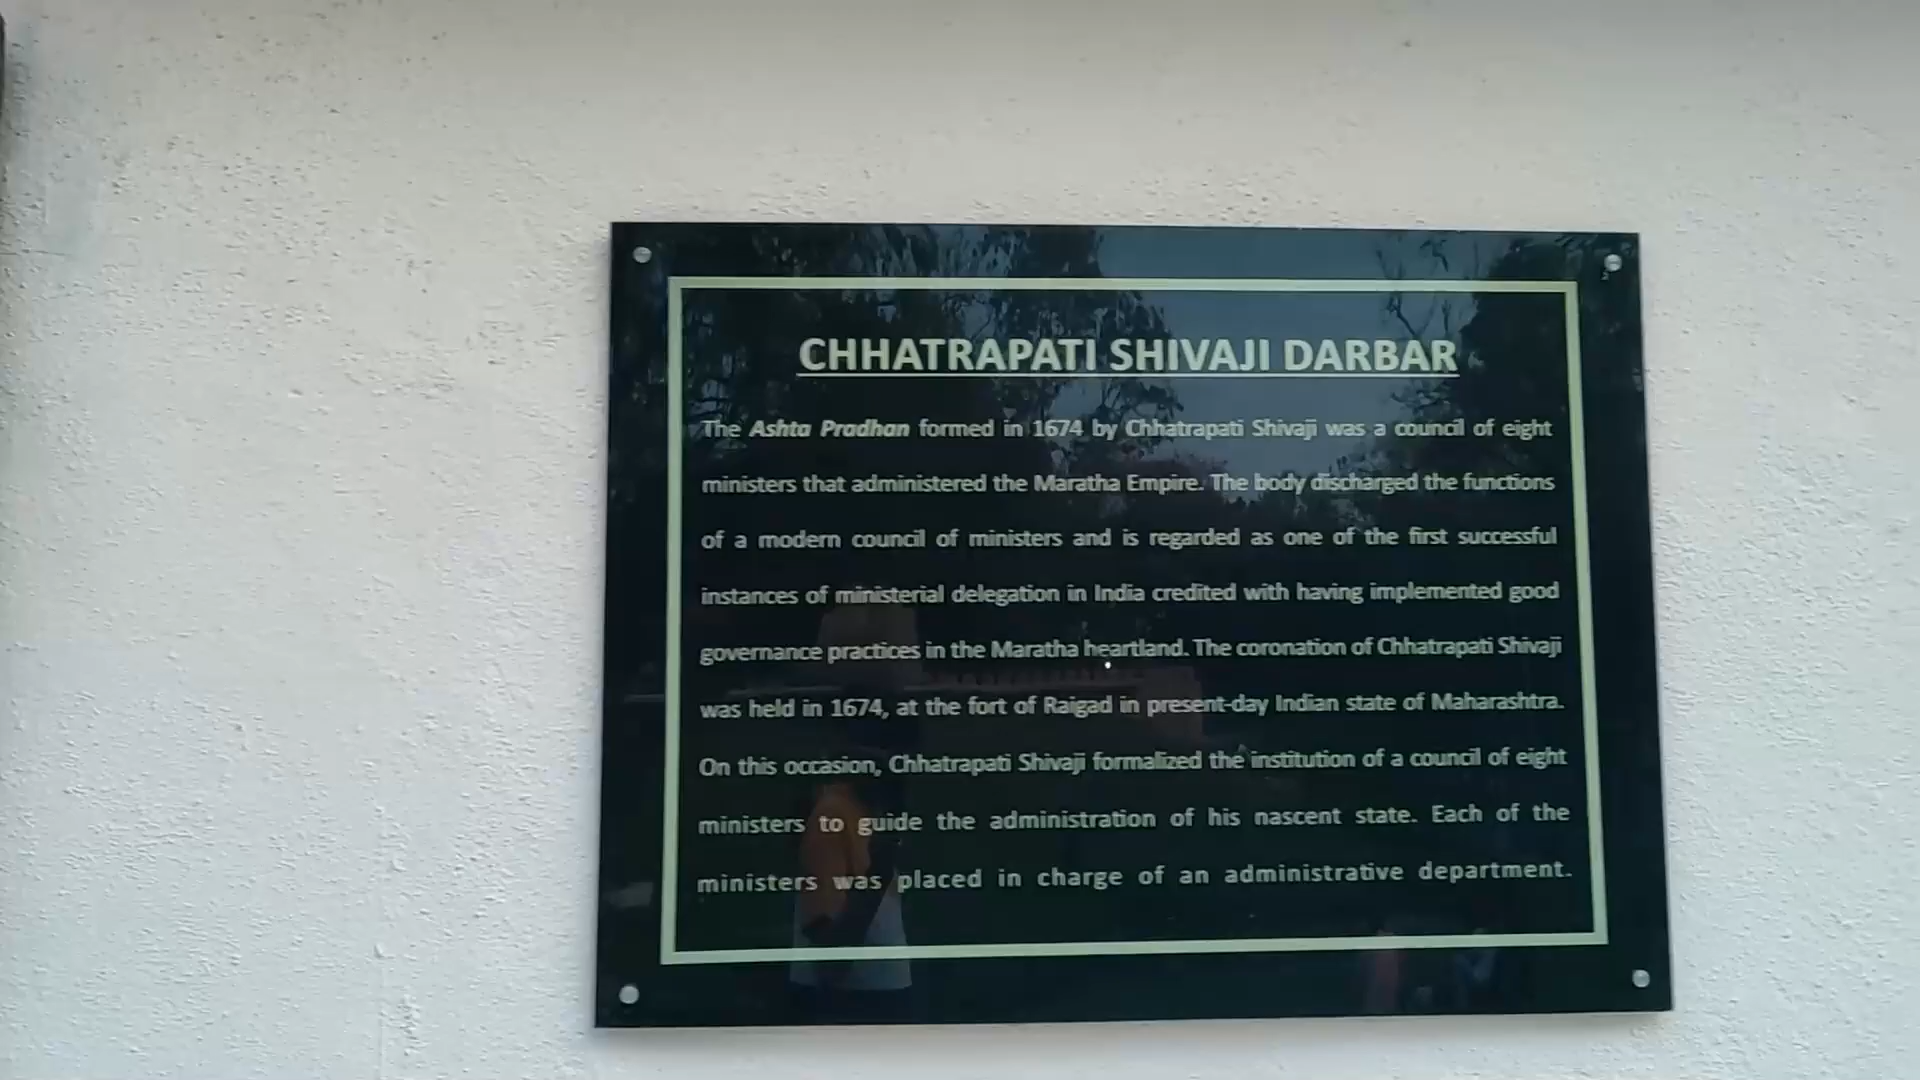 CHHATRAPATI SHIVAJI DARBAR
The Ashta Pradhan formed in 1674 by Chhatrapati Shivaji was a council of eight
ministers that administered the Maratha Empire. The body discharged the functions
of a modern council of ministers and is regarded as one of the first successful
instances of ministerial delegation in India credited with having implemented good
governance practices in the Maratha heartland. The coronation of Chhatrapati Shivaji
was held in 1674, at the fort of Raigad in present-day Indian state of Maharashtra.
On this occasion, Chhatrapati Shivaji formalized the institution of a council of eight
ministers to guide the administration of his nascent state. Each of the
ministers was placed in charge of an administrative department.